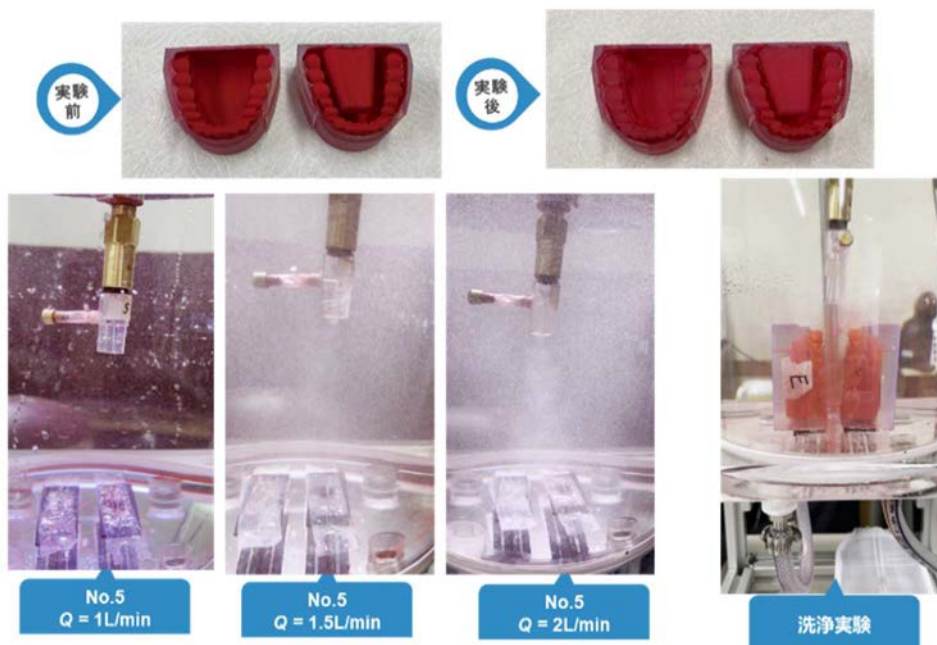 実験
前
実験
後
S
E
No.5
Q = 1L/min
No.5
Q = 1.5L/min
No.5
Q = 2L/min
洗浄実験